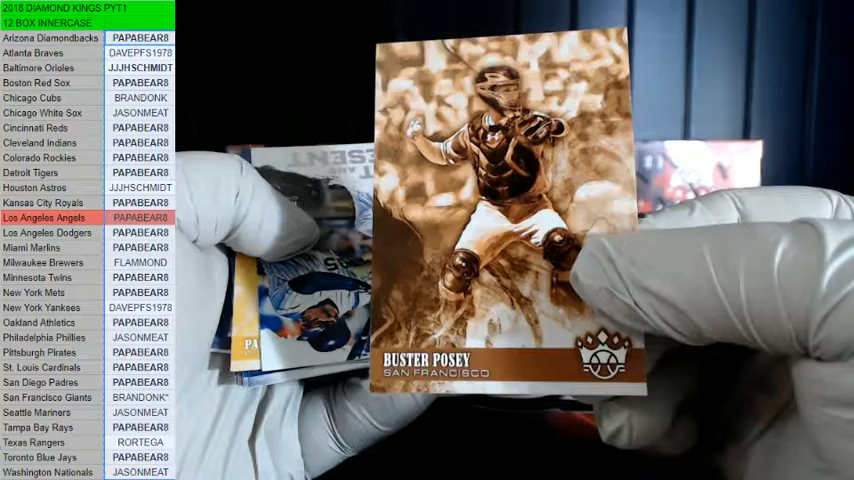 2018 DIAMOND KINGS PYT1
12 BOX INNERCASE
Arizona Diamondbacks PAPABEAR8
Atlanta Braves DAVEPFS1978
Baltimore Orioles JJJHSCHMIDT
Boston Red Sox PAPABEAR8
Chicago Cubs BRANDONK
Chicago White Sox JASONMEAT
Cincinnati Reds PAPABEAR8
Cleveland Indians PAPABEAR8
Colorado Rockies PAPABEAR8
Detroit Tigers PAPABEAR8
Houston Astros JJJHSCHMIDT
Kansas City Royals PAPABEAR8
Los Angeles Angels PAPABEAR8
Los Angeles Dodgers PAPABEAR8
Miami Marlins PAPABEAR8
Milwaukee Brewers FLAMMOND
Minnesota Twins PAPABEAR8
New York Mets PAPABEAR8
New York Yankees DAVEPFS1978
Oakland Athletics PAPABEAR8
Philadelphia Phillies JASONMEAT
Pittsburgh Pirates PAPABEAR8
St. Louis Cardinals PAPABEAR8
San Diego Padres PAPABEAR8
San Francisco Giants BRANDONK*
Seattle Mariners JASONMEAT
Tampa Bay Rays PAPABEAR8
Texas Rangers RORTEGA
Toronto Blue Jays PAPABEAR8
Washington Nationals JASONMEAT
BUSTER POSEY
SAN FRANCISCO